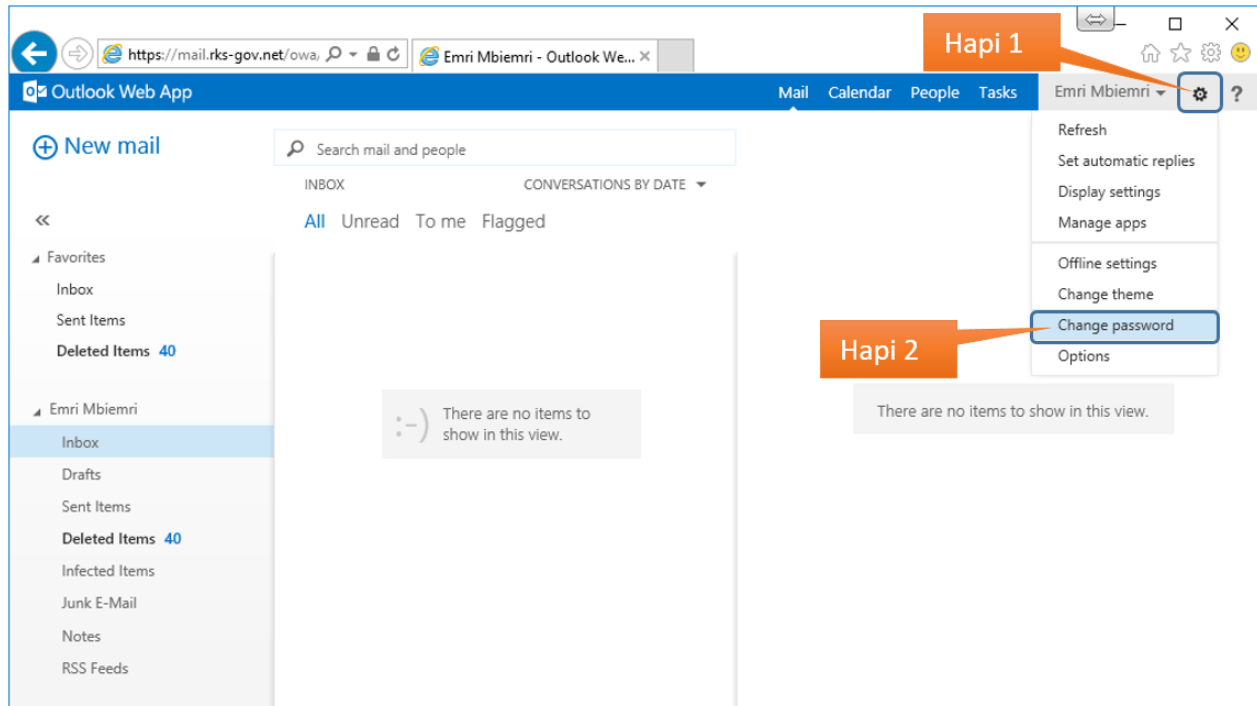 Hapi 1
https://mail.rks-gov.net/owa/
Emri Mbiemri - Outlook We...
Outlook Web App
Mail Calendar People Tasks Emri Mbiemri ?
New mail
Search mail and people
INBOX CONVERSATIONS BY DATE
All Unread To me Flagged
Favorites
Inbox
Sent Items
Deleted Items 40
Emri Mbiemri
Inbox
Drafts
Sent Items
Deleted Items 40
Infected Items
Junk E-Mail
Notes
RSS Feeds
:-)
There are no items to
show in this view.
Refresh
Set automatic replies
Display settings
Manage apps
Offline settings
Change theme
Change password
Options
Hapi 2
There are no items to show in this view.